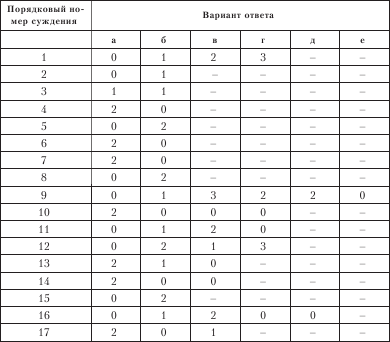 Порядковый но-
мер суждения
Вариант ответа
а б в г д е
1 0 1 2 3 – –
2 0 1 – – – –
3 1 1 – – – –
4 2 0 – – – –
5 0 2 – – – –
6 2 0 – – – –
7 2 0 – – – –
8 0 2 – – – –
9 0 1 3 2 2 0
10 2 0 0 0 – –
11 0 1 2 0 – –
12 0 2 1 3 – –
13 2 1 0 – – –
14 2 0 0 – – –
15 0 2 – – – –
16 0 1 2 0 0 –
17 2 0 1 – – –